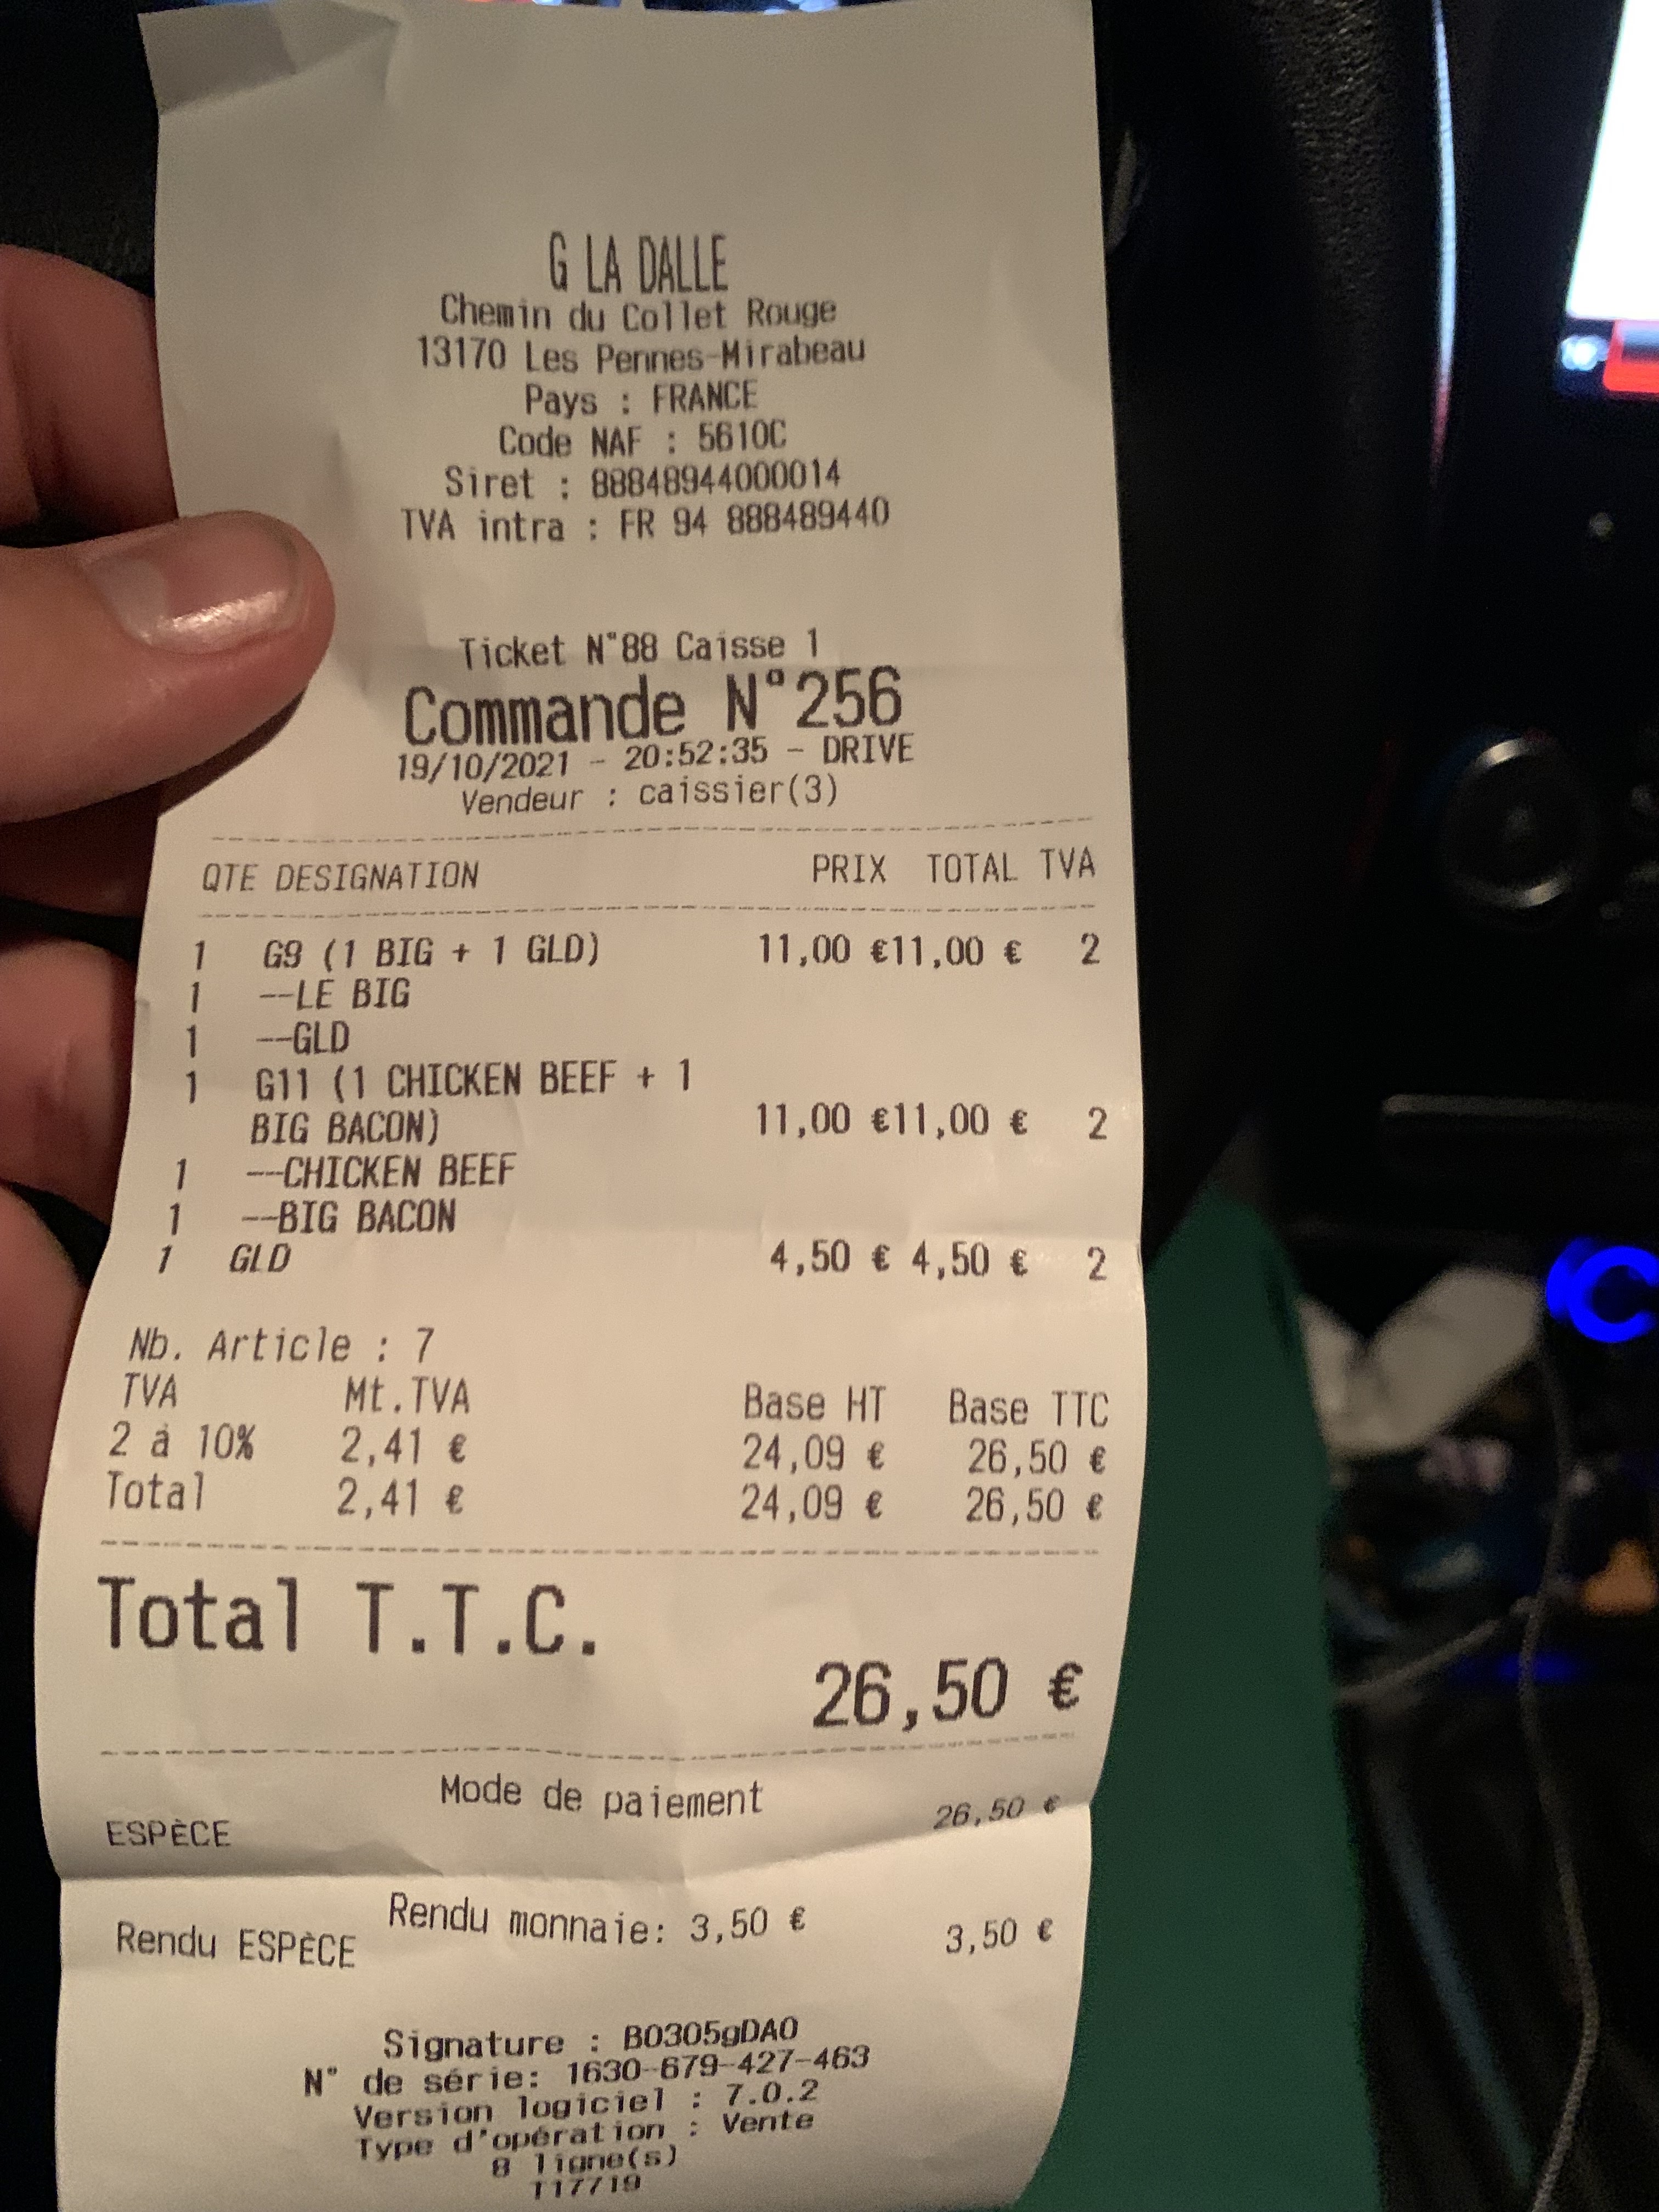 G LA DALLE
Chemin du Collet Rouge
13170 Les Pennes-Mirabeau
Pays : FRANCE
Code NAF : 5610C
Siret : 88848944000014
TVA intra : FR 94 888489440
Ticket N°88 Caisse 1
Commande N°256
19/10/2021 - 20:52:35 - DRIVE
Vendeur : caissier(3)
QTE DESIGNATION PRIX TOTAL TVA
1 G9 (1 BIG + 1 GLD) 11,00 €11,00 € 2
1 --LE BIG
1 --GLD
1 G11 (1 CHICKEN BEEF + 1
BIG BACON) 11,00 €11,00 € 2
1 --CHICKEN BEEF
1 --BIG BACON
1 GLD 4,50 € 4,50 € 2
Nb. Article : 7
TVA Mt.TVA Base HT Base TTC
2 à 10% 2,41 € 24,09 € 26,50 €
Total 2,41 € 24,09 € 26,50 €
Total T.T.C.
26,50 €
Mode de paiement
ESPÈCE 26,50 €
Rendu monnaie: 3,50 €
Rendu ESPÈCE 3,50 €
Signature : B0305gDAO
N° de série: 1630-679-427-463
Version logiciel : 7.0.2
Type d'opération : Vente
8 ligne(s)
117719